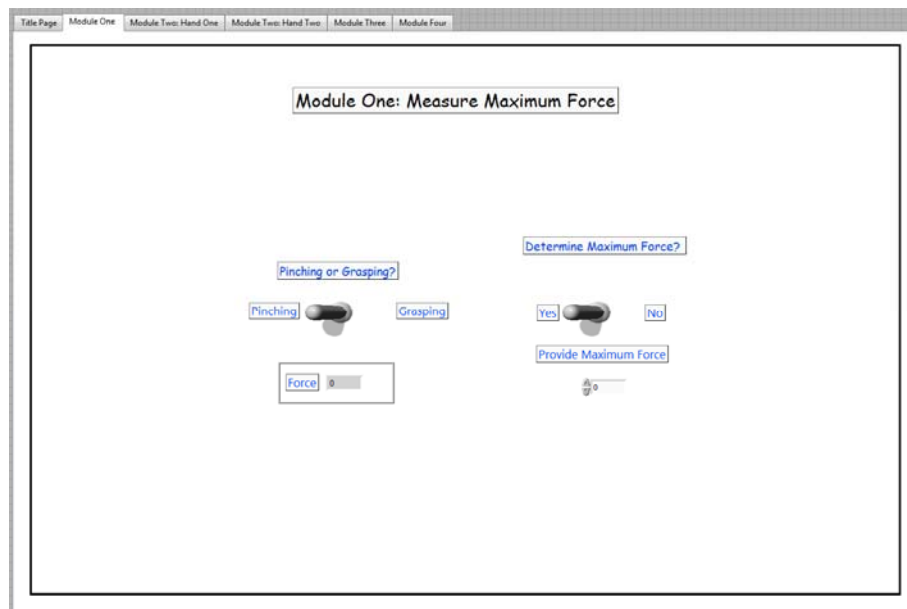 Title Page Module One Module Two: Hand One Module Two: Hand Two Module Three Module Four
Module One: Measure Maximum Force
Determine Maximum Force?
Pinching or Grasping?
Pinching Grasping Yes No
Provide Maximum Force
Force 0 0